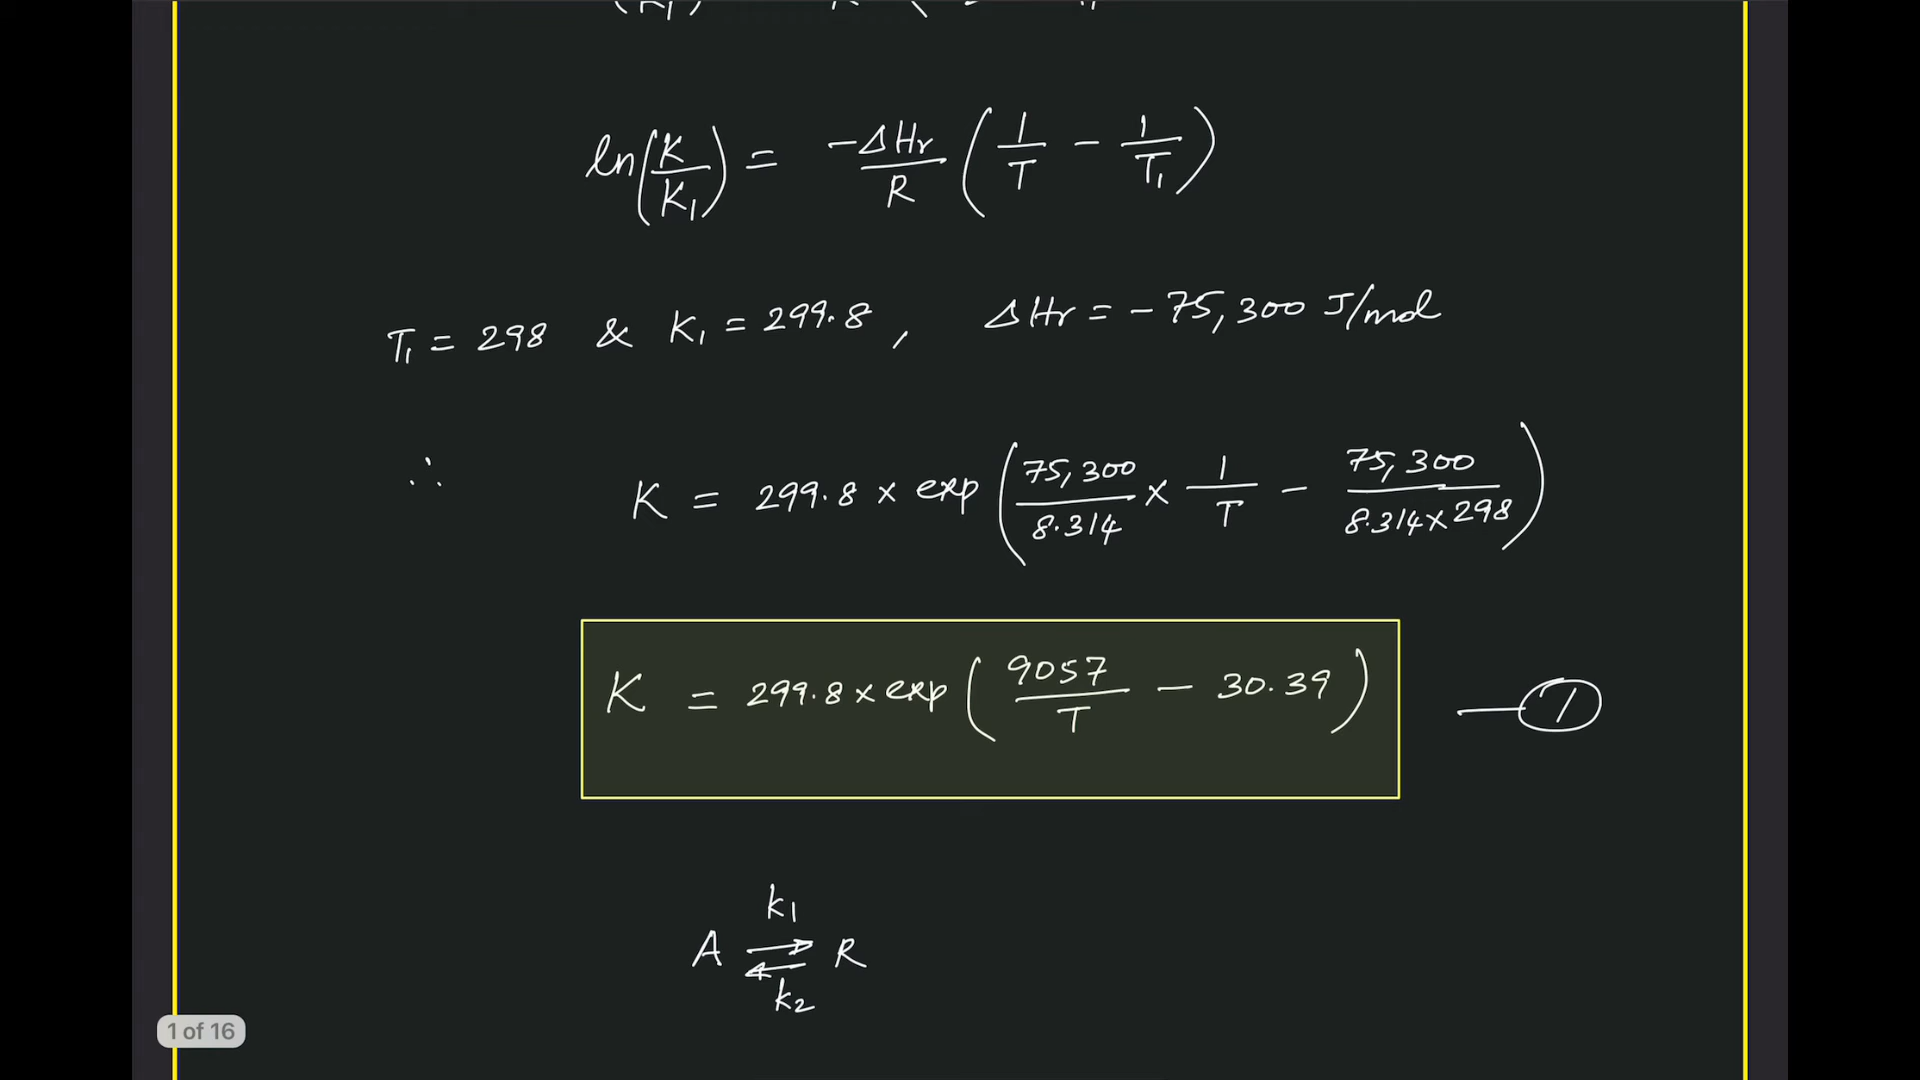 ln(K/K₁) = -ΔHr/R (1/T - 1/T₁)
T₁ = 298 & K₁ = 299.8, ΔHr = -75,300 J/mol
∴ K = 299.8 × exp(75,300/8.314 × 1/T - 75,300/8.314×298)
K = 299.8 × exp(9057/T - 30.39) —①
k₁
A ⇌ R
k₂
1 of 16